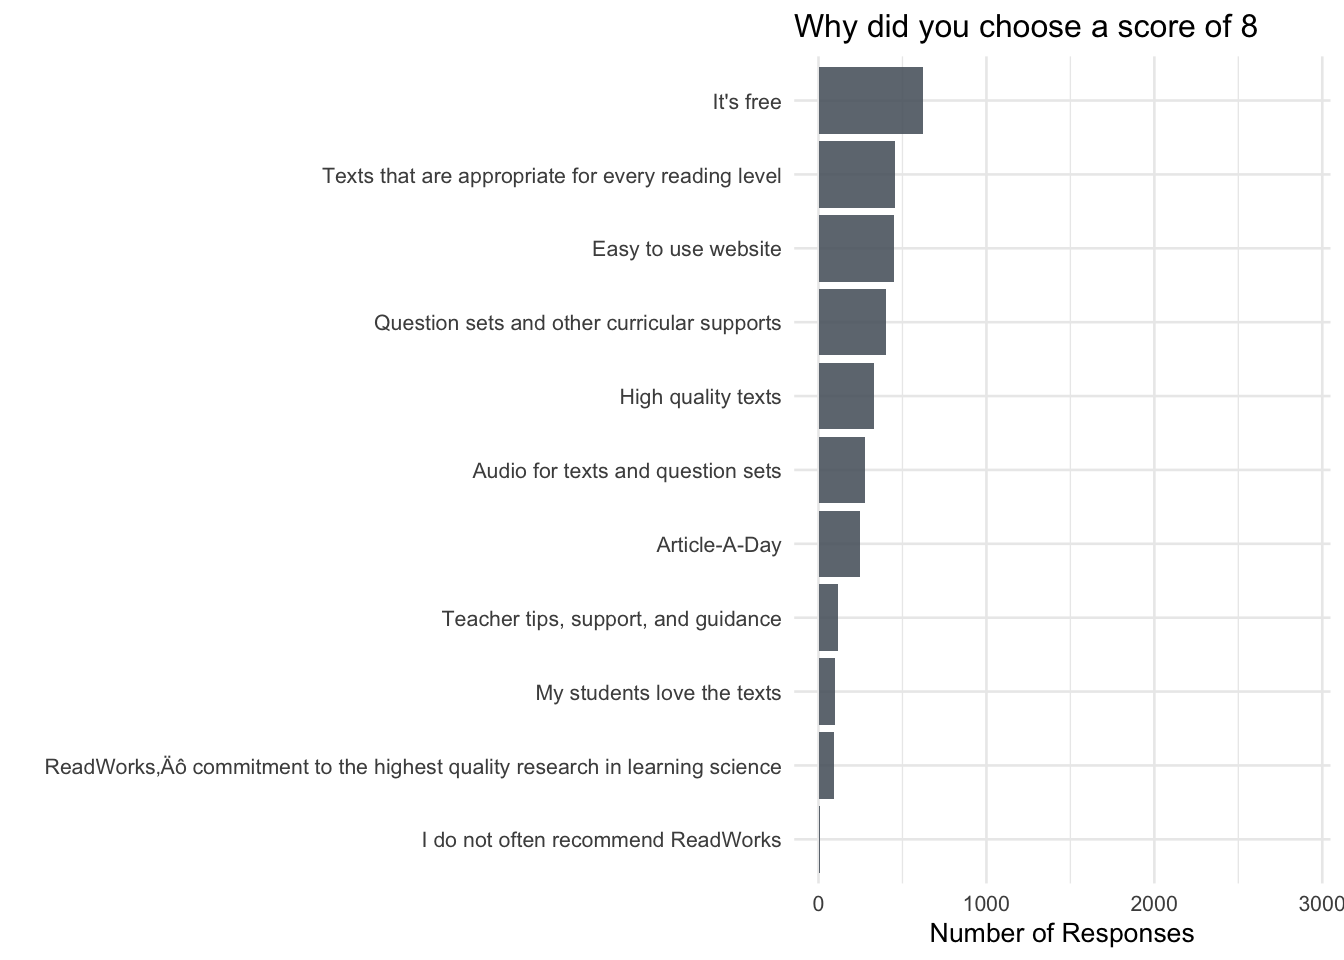 Why did you choose a score of 8
It's free
Texts that are appropriate for every reading level
Easy to use website
Question sets and other curricular supports
High quality texts
Audio for texts and question sets
Article-A-Day
Teacher tips, support, and guidance
My students love the texts
ReadWorks‚Äô commitment to the highest quality research in learning science
I do not often recommend ReadWorks
0 1000 2000 3000
Number of Responses